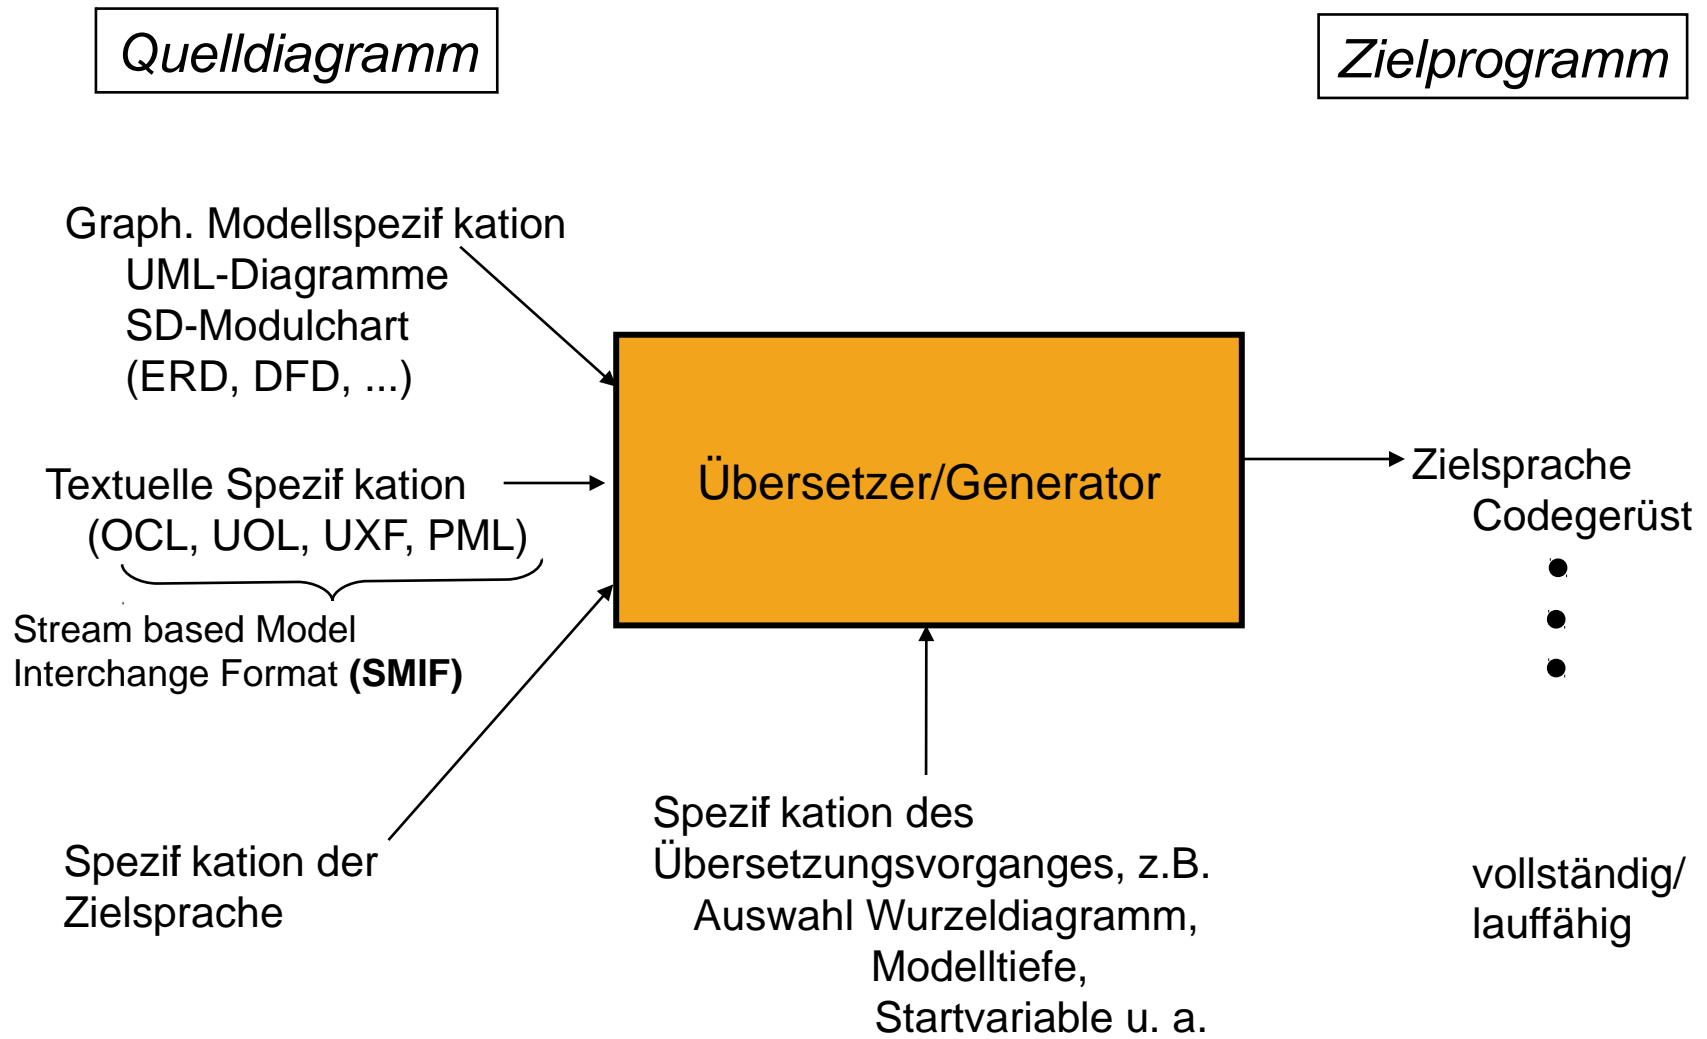 Quelldiagramm
Zielprogramm
Graph. Modellspezif kation
UML-Diagramme
SD-Modulchart
(ERD, DFD, ...)
Textuelle Spezif kation
(OCL, UOL, UXF, PML)
Stream based Model
Interchange Format (SMIF)
Spezif kation der
Zielsprache
Übersetzer/Generator
Spezif kation des
Übersetzungsvorganges, z.B.
Auswahl Wurzeldiagramm,
Modelltiefe,
Startvariable u. a.
Zielsprache
Codegerüst
vollständig/
lauffähig